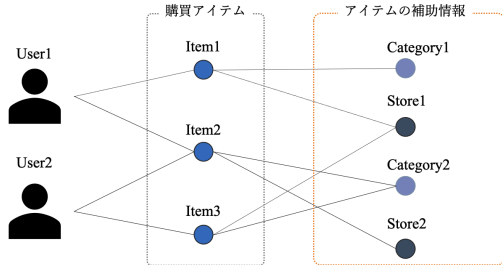 購買アイテム
アイテムの補助情報
User1
Item1
Category1
Store1
User2
Item2
Category2
Item3
Store2